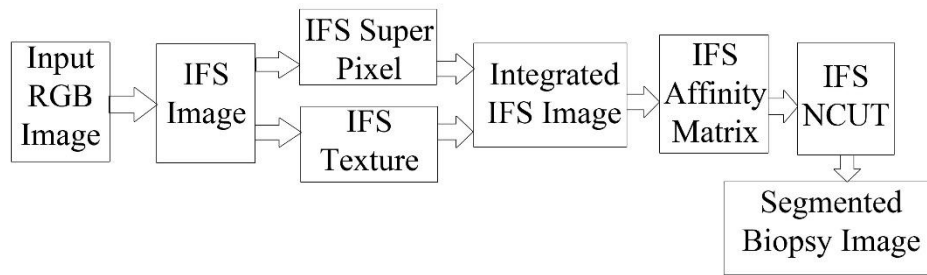 Input
RGB
Image
IFS
Image
IFS Super
Pixel
IFS
Texture
Integrated
IFS Image
IFS
Affinity
Matrix
IFS
NCUT
Segmented
Biopsy Image